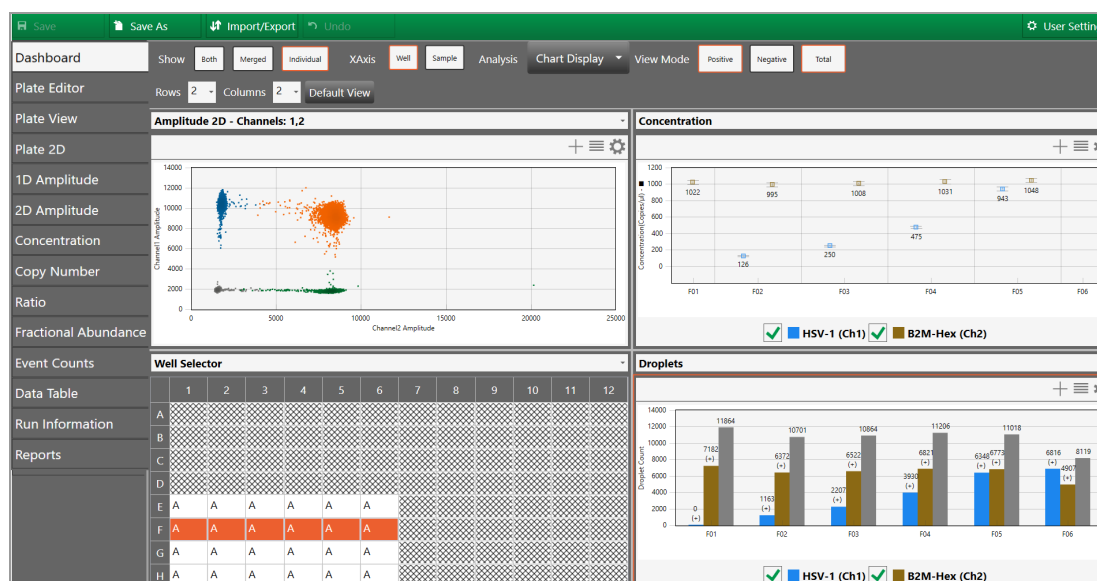 Save Save As Import/Export Undo User Settin
Dashboard
Plate Editor
Plate View
Plate 2D
1D Amplitude
2D Amplitude
Concentration
Copy Number
Ratio
Fractional Abundance
Event Counts
Data Table
Run Information
Reports
Show Both Merged Individual XAxis Well Sample Analysis Chart Display View Mode Positive Negative Total
Rows 2 Columns 2 Default View
Amplitude 2D - Channels: 1,2
14000
12000
10000
8000
6000
4000
2000
0
Channel1 Amplitude
0 5000 10000 15000 20000 25000
Channel2 Amplitude
Concentration
1200
1000
800
600
400
200
0
Concentration(Copies/µl)
1022 995 1008 1031 943 1048
126 250 475
F01 F02 F03 F04 F05 F06
HSV-1 (Ch1) B2M-Hex (Ch2)
Well Selector
1 2 3 4 5 6 7 8 9 10 11 12
A
B
C
D
E A A A A A A
F A A A A A A
G A A A A A A
H A A A A A A
Droplets
14000
12000
10000
8000
6000
4000
2000
0
Droplet Count
0 (+) 7182 (+) 11864
1163 (+) 6372 (+) 10701
2207 (+) 6522 (+) 10864
3930 (+) 6821 (+) 11206
6348 (+) 6773 (+) 11018
6816 (+) 4907 (+) 8119
F01 F02 F03 F04 F05 F06
HSV-1 (Ch1) B2M-Hex (Ch2)